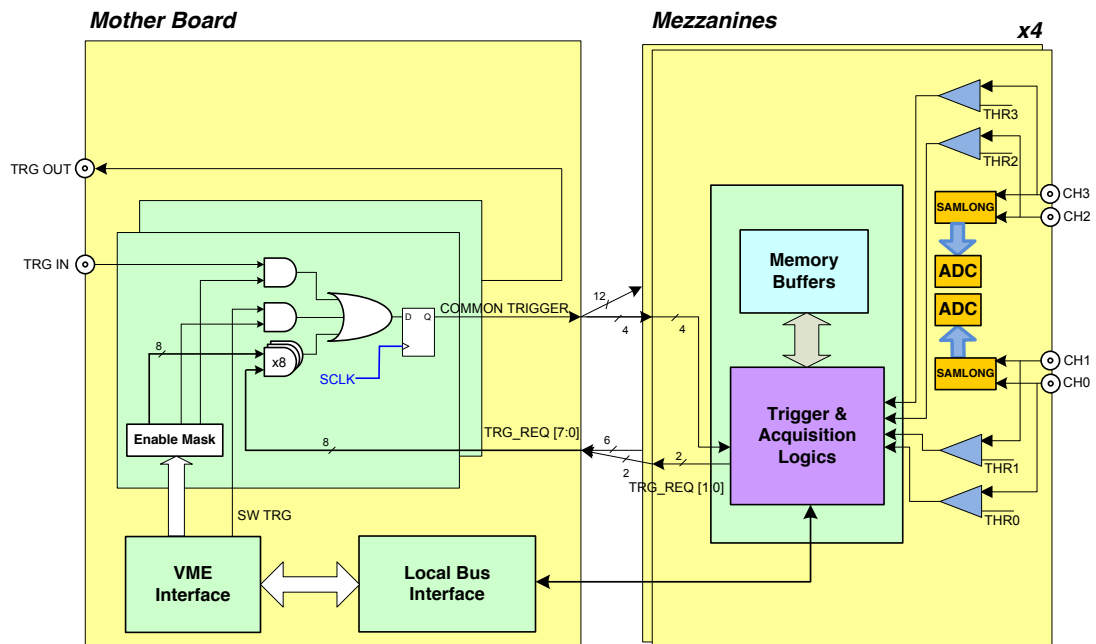 Mother Board
Mezzanines
x4
THR3
THR2
TRG OUT
CH3
SAMLONG
CH2
TRG IN
Memory
Buffers
ADC
12
COMMON TRIGGER
D Q
4
4
ADC
8
x8
SCLK
CH1
SAMLONG
CH0
Trigger &
Acquisition
Logics
Enable Mask
8
TRG_REQ [7:0]
6
2
2
THR1
TRG_REQ [1:0]
SW TRG
THR0
VME
Interface
Local Bus
Interface